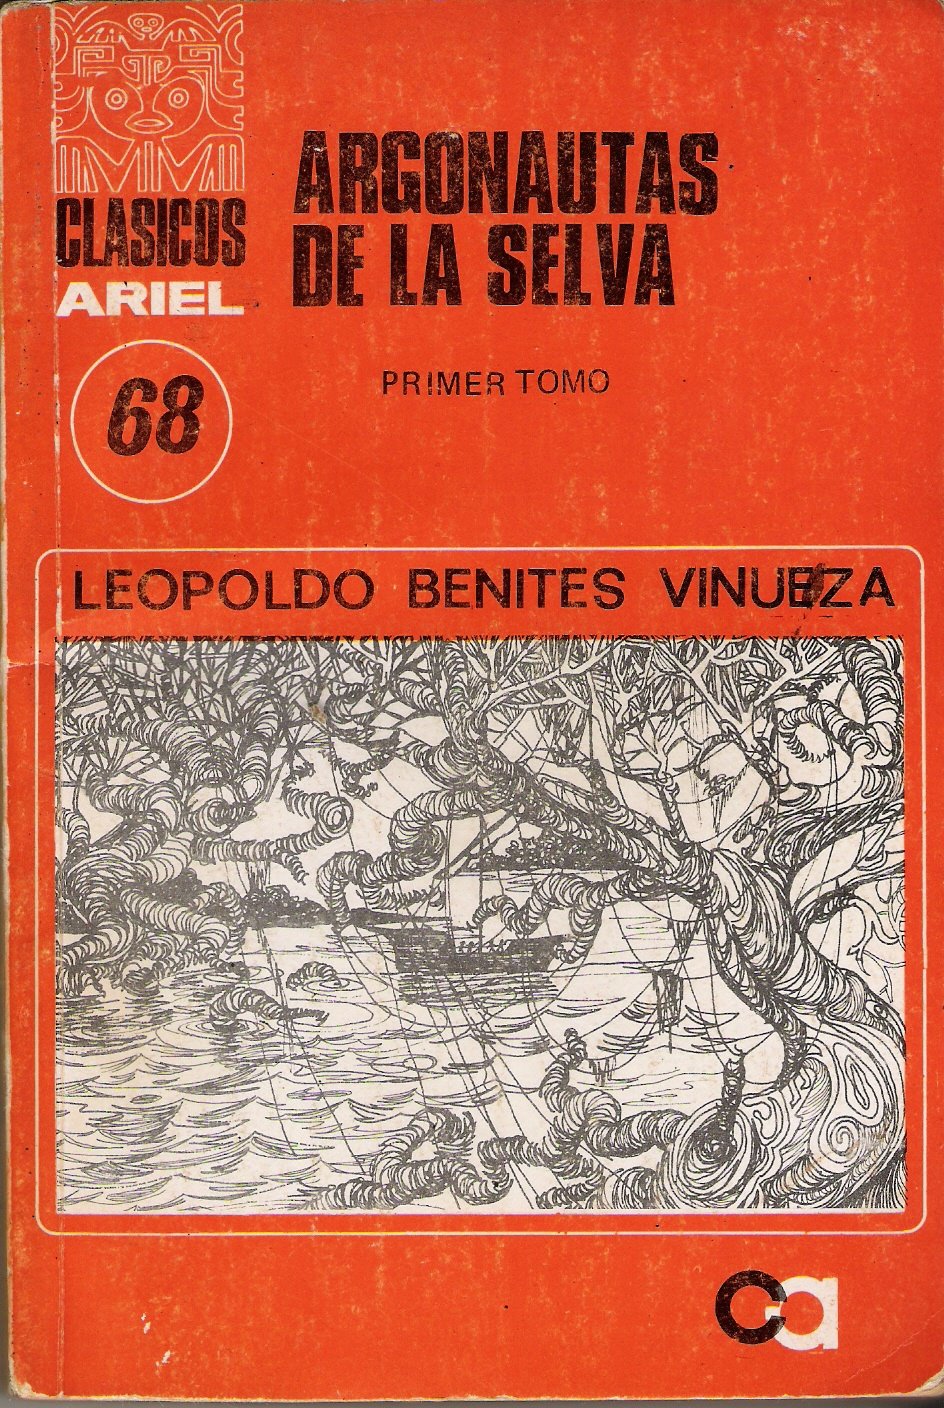 CLASICOS
ARIEL
68
ARGONAUTAS
DE LA SELVA
PRIMER TOMO
LEOPOLDO BENITES VINUEZA
ca